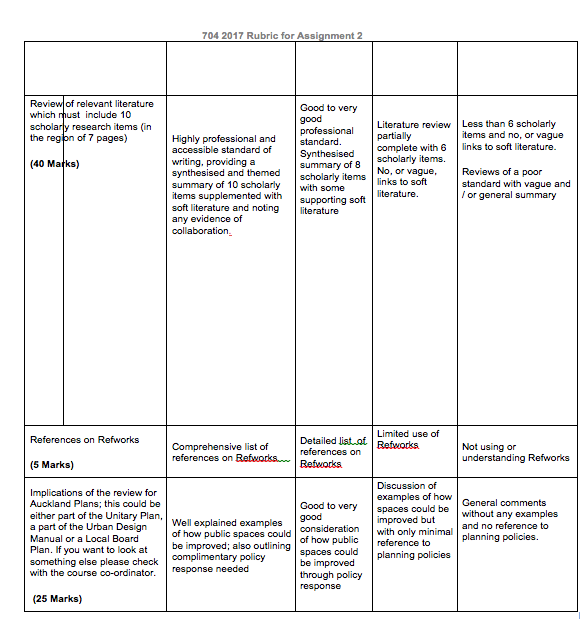 704 2017 Rubric for Assignment 2
Review of relevant literature
which must include 10
scholarly research items (in
the region of 7 pages)
(40 Marks)
Highly professional and
accessible standard of
writing, providing a
synthesised and themed
summary of 10 scholarly
items supplemented with
soft literature and noting
any evidence of
collaboration.
Good to very
good
professional
standard.
Synthesised
summary of 8
scholarly items
with some
supporting soft
literature
Literature review
partially
complete with 6
scholarly items.
No, or vague,
links to soft
literature.
Less than 6 scholarly
items and no, or vague
links to soft literature.
Reviews of a poor
standard with vague and
/ or general summary
References on Refworks
(5 Marks)
Comprehensive list of
references on Refworks
Detailed list of
references on
Refworks
Limited use of
Refworks
Not using or
understanding Refworks
Implications of the review for
Auckland Plans; this could be
either part of the Unitary Plan,
a part of the Urban Design
Manual or a Local Board
Plan. If you want to look at
something else please check
with the course co-ordinator.
(25 Marks)
Well explained examples
of how public spaces could
be improved; also outlining
complimentary policy
response needed
Good to very
good
consideration
of how public
spaces could
be improved
through policy
response
Discussion of
examples of how
spaces could be
improved but
with only minimal
reference to
planning policies
General comments
without any examples
and no reference to
planning policies.